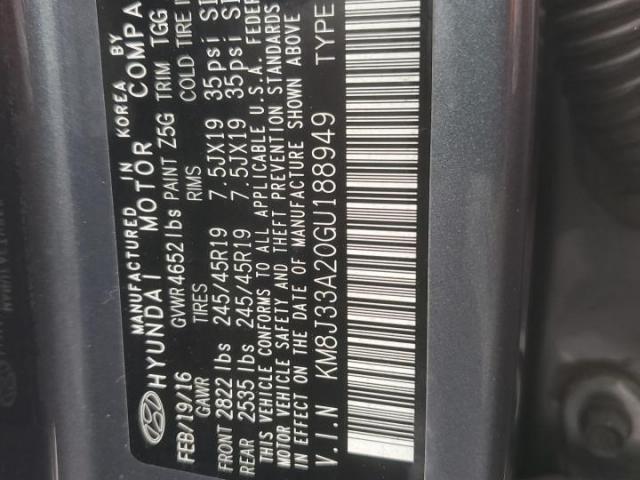 MANUFACTURED IN KOREA BY
HYUNDAI MOTOR COMPA
FEB/19/16 GVWR 4652 lbs PAINT Z5G TRIM TGG
GAWR TIRES RIMS COLD TIRE
FRONT 2822 lbs 245/45R19 7.5JX19 35psi SI
REAR 2535 lbs 245/45R19 7.5JX19 35psi SI
THIS VEHICLE CONFORMS TO ALL APPLICABLE U.S.A. FEDER
MOTOR VEHICLE SAFETY AND THEFT PREVENTION STANDARDS
IN EFFECT ON THE DATE OF MANUFACTURE SHOWN ABOVE
V.I.N KM8J33A20GU188949 TYPE